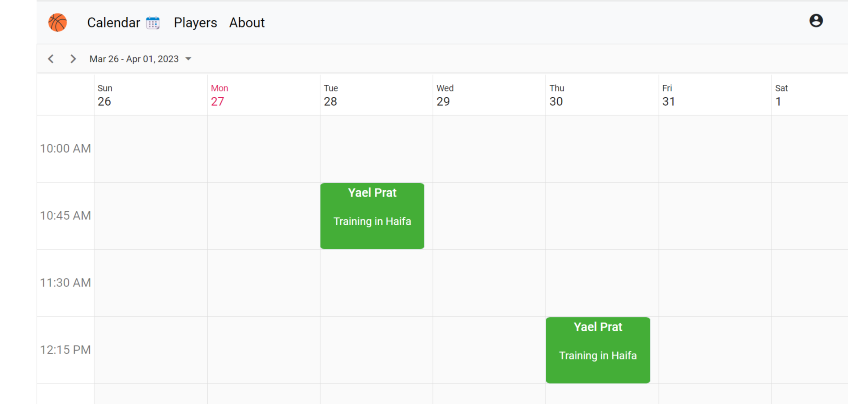 Calendar Players About
Mar 26 - Apr 01, 2023
Sun Mon Tue Wed Thu Fri Sat
26 27 28 29 30 31 1
10:00 AM
Yael Prat
10:45 AM
Training in Haifa
11:30 AM
Yael Prat
12:15 PM
Training in Haifa